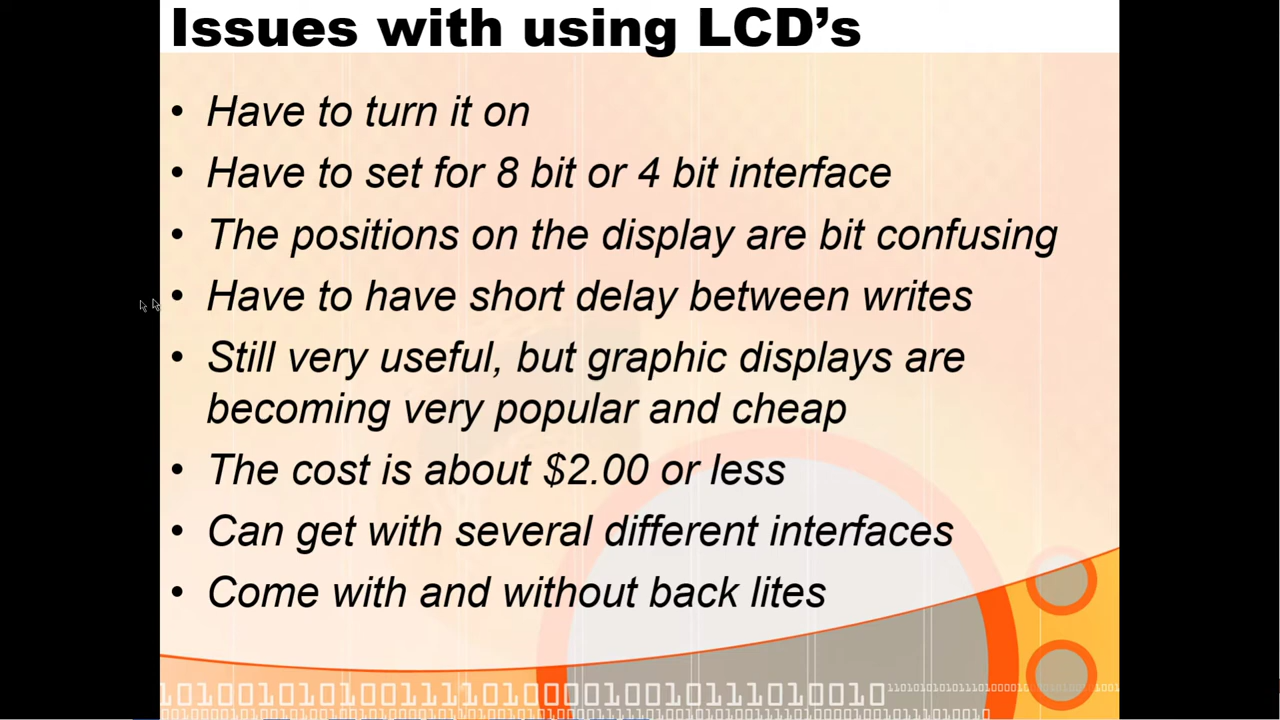 Issues with using LCD’s
• Have to turn it on
• Have to set for 8 bit or 4 bit interface
• The positions on the display are bit confusing
• Have to have short delay between writes
• Still very useful, but graphic displays are
becoming very popular and cheap
• The cost is about $2.00 or less
• Can get with several different interfaces
• Come with and without back lites